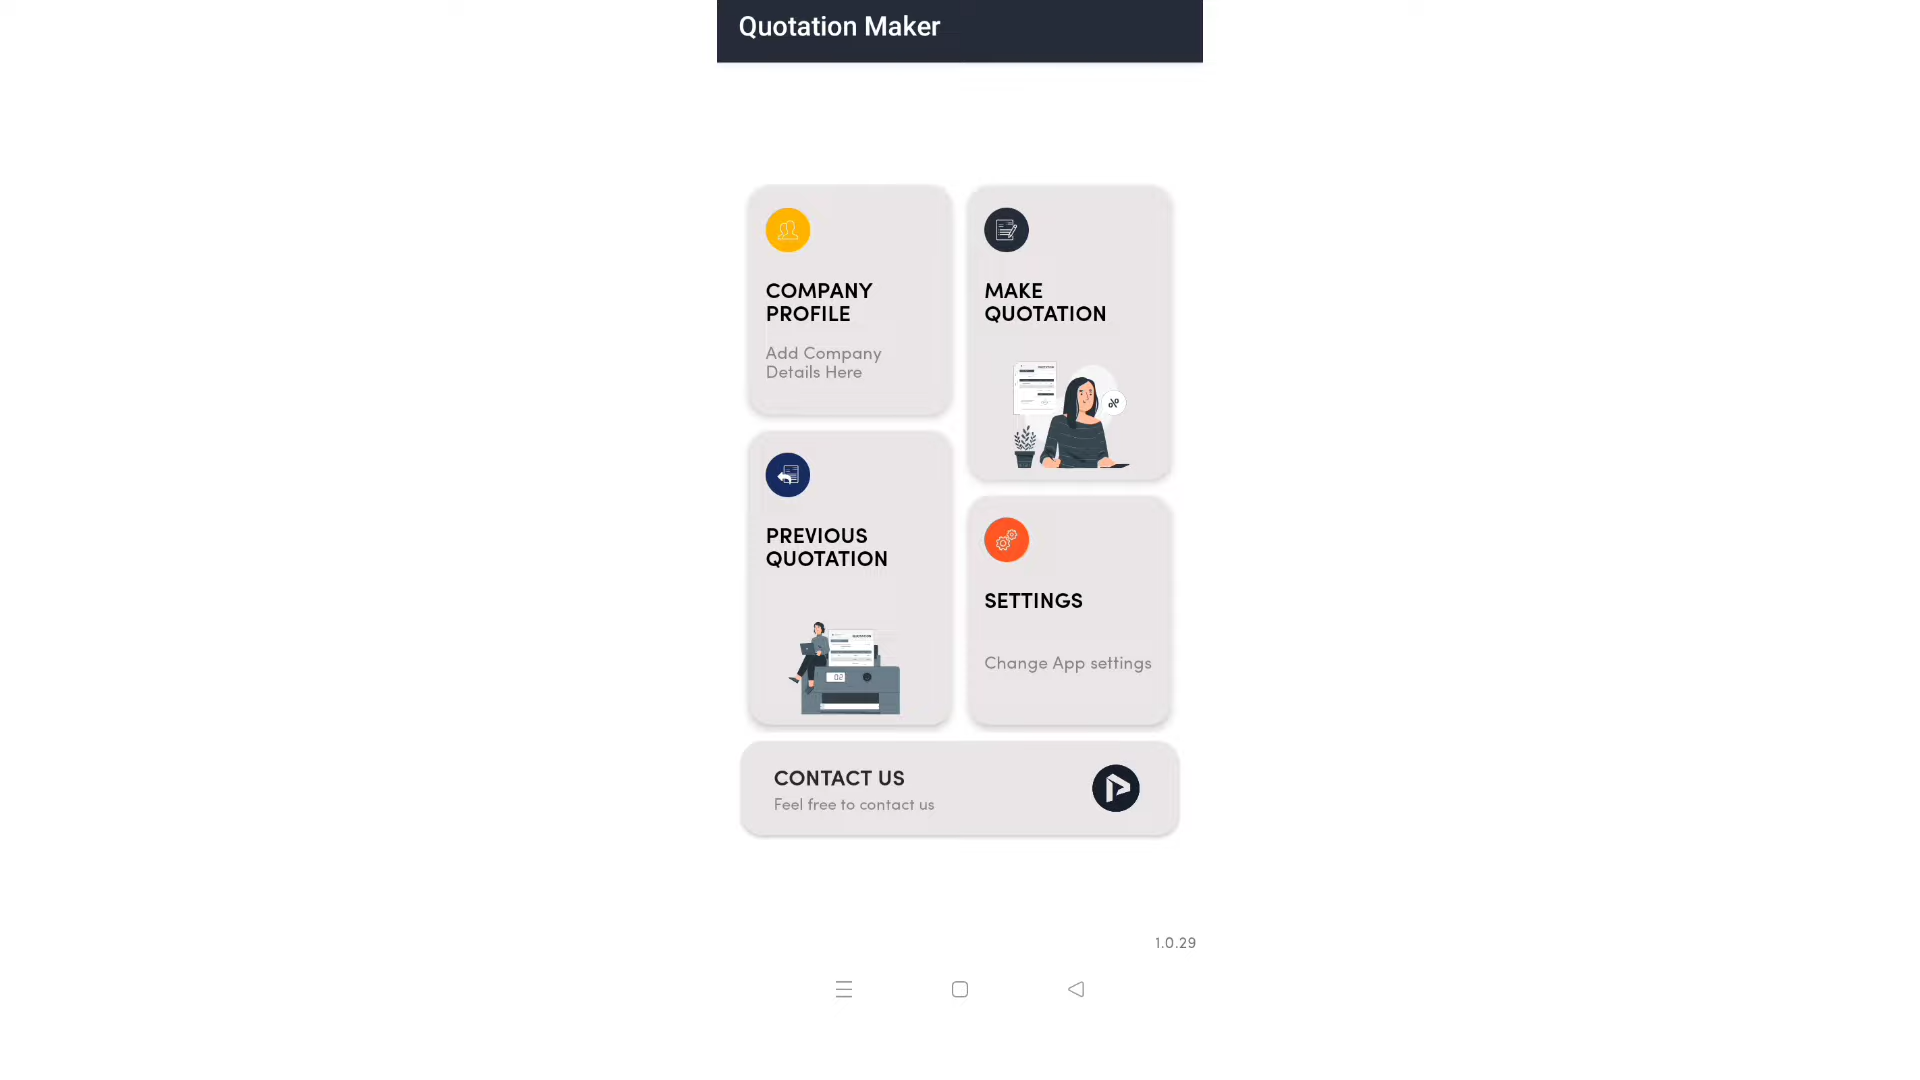 Quotation Maker
COMPANY
PROFILE
Add Company
Details Here
MAKE
QUOTATION
PREVIOUS
QUOTATION
SETTINGS
Change App settings
CONTACT US
Feel free to contact us
1.0.29